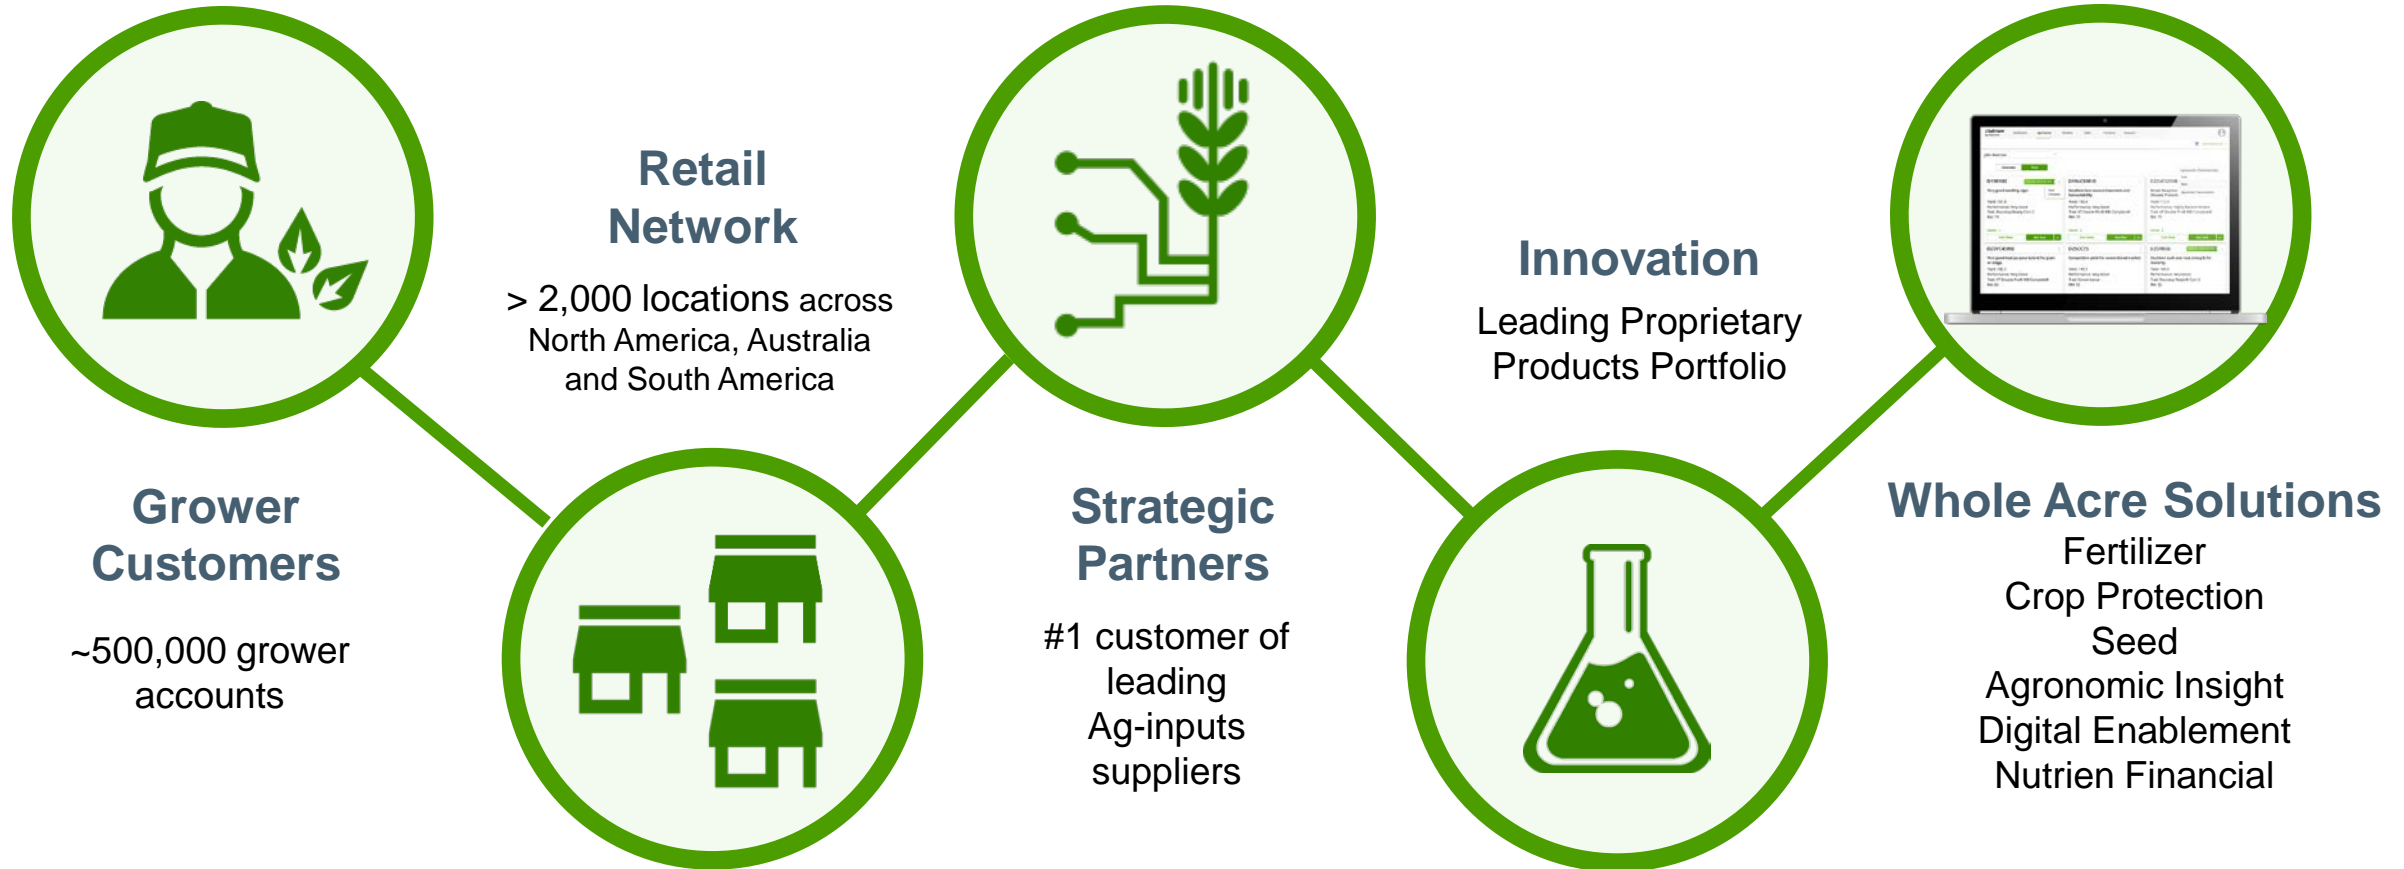 Grower
Customers
~500,000 grower
accounts
Retail
Network
> 2,000 locations across
North America, Australia
and South America
Strategic
Partners
#1 customer of
leading
Ag-inputs
suppliers
Innovation
Leading Proprietary
Products Portfolio
Whole Acre Solutions
Fertilizer
Crop Protection
Seed
Agronomic Insight
Digital Enablement
Nutrien Financial